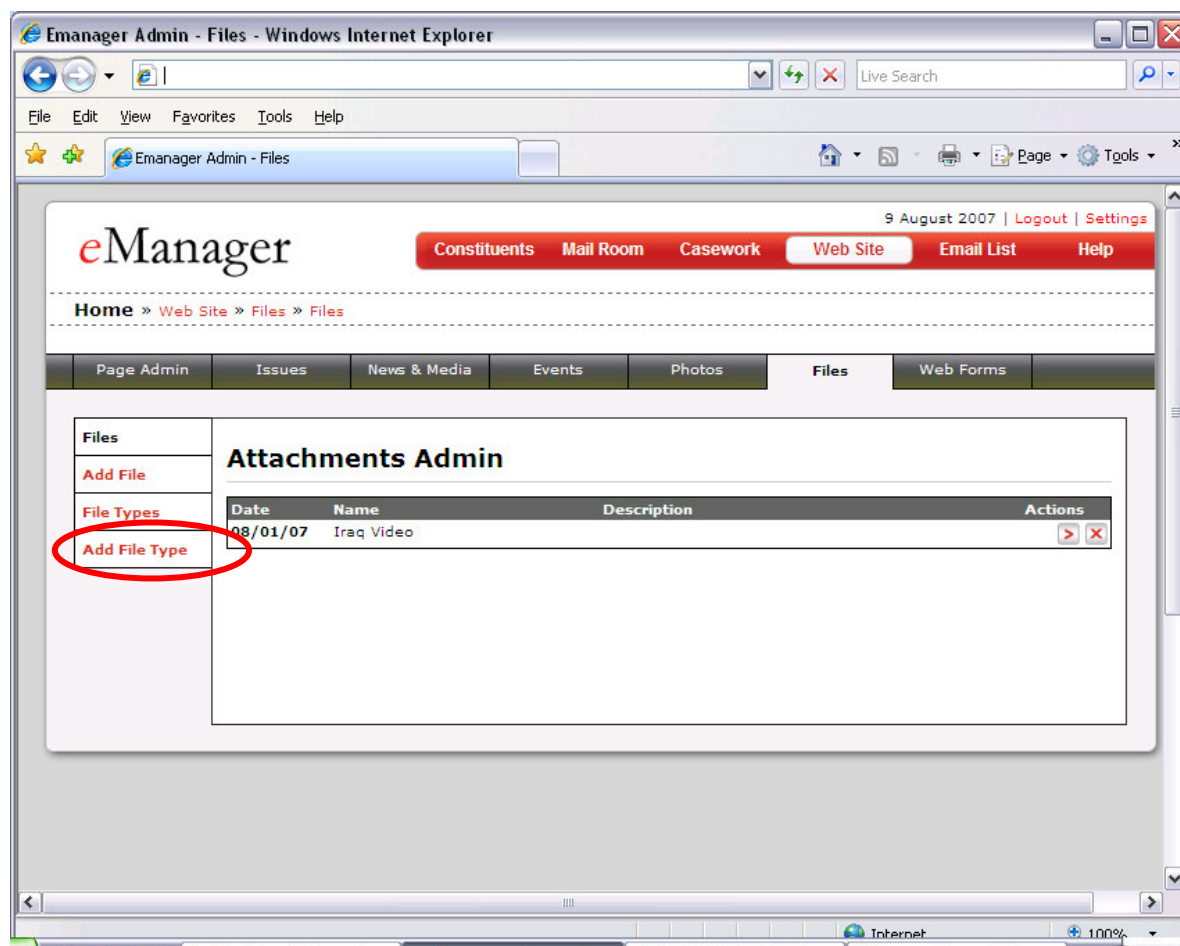 Emanager Admin - Files - Windows Internet Explorer
Live Search
File Edit View Favorites Tools Help
Emanager Admin - Files Page Tools
9 August 2007 | Logout | Settings
eManager
Constituents Mail Room Casework Web Site Email List Help
Home » Web Site » Files » Files
Page Admin Issues News & Media Events Photos Files Web Forms
Files
Add File
File Types
Add File Type
Attachments Admin
Date Name Description Actions
08/01/07 Iraq Video
Internet 100%